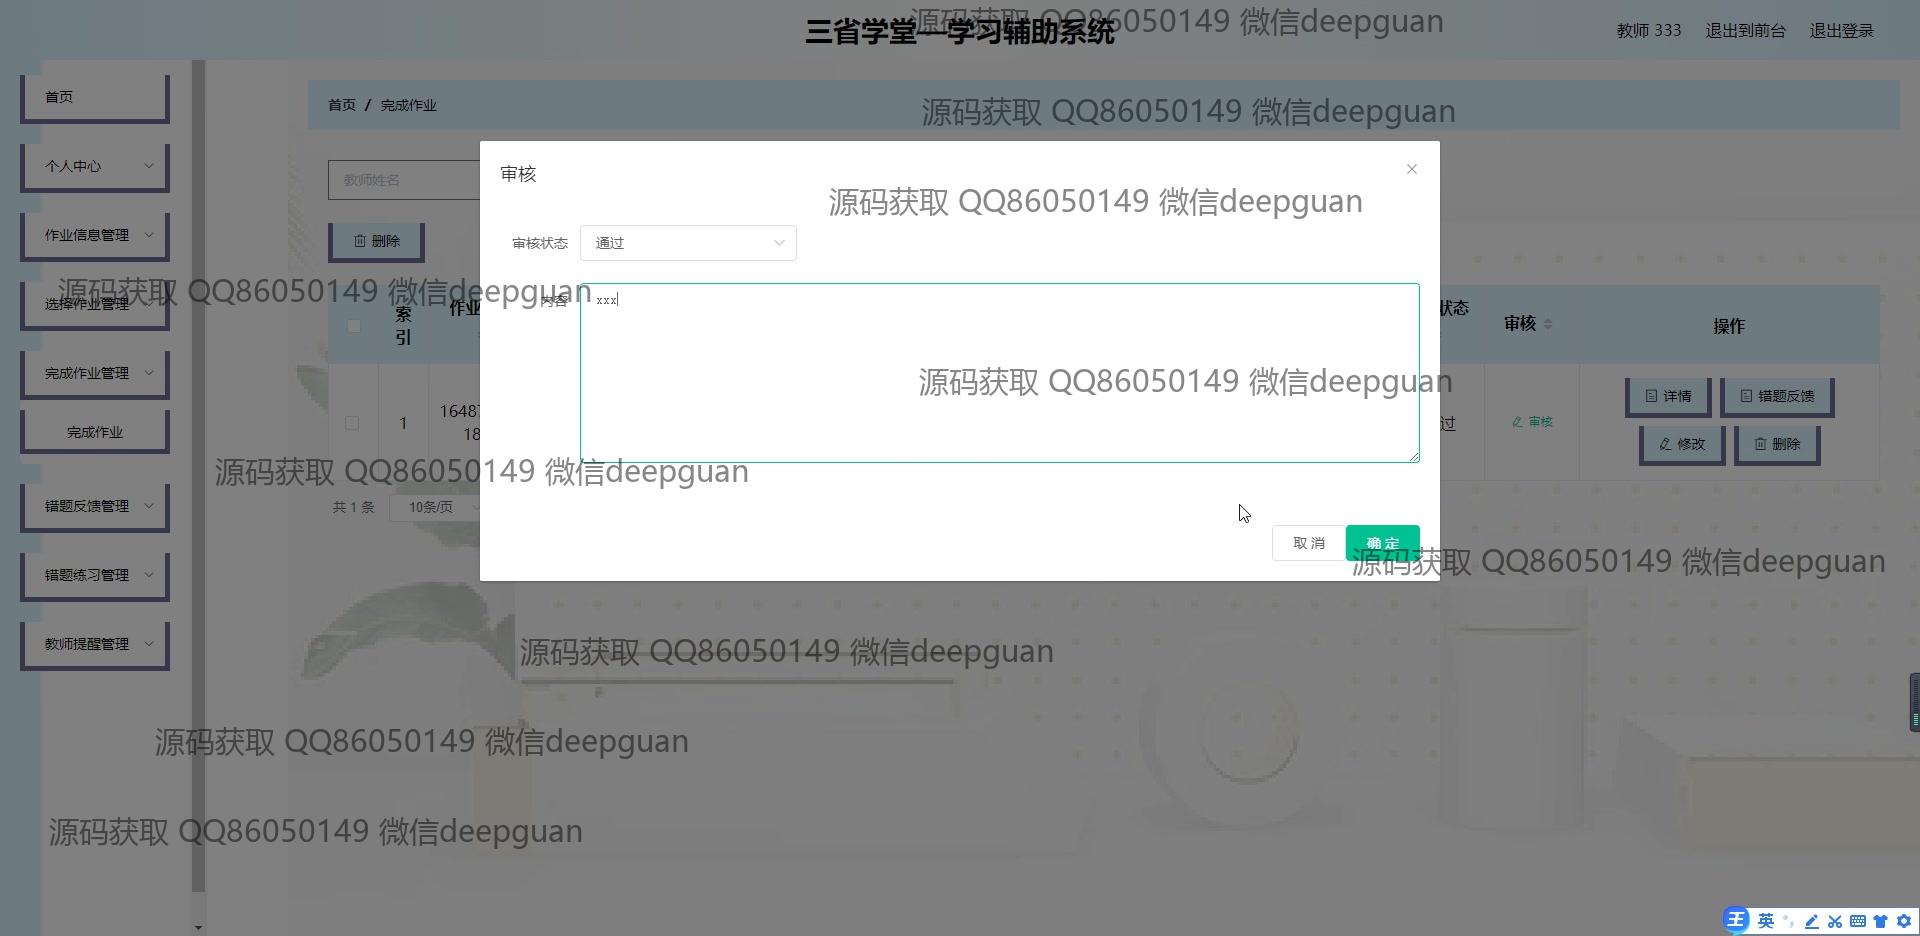 三省学堂一学习辅助系统
教师 333
退出到前台
退出登录
源码获取 QQ86050149 微信deepguan
首页
个人中心
作业信息管理
选择作业管理
完成作业管理
完成作业
错题反馈管理
错题练习管理
教师提醒管理
首页 / 完成作业
源码获取 QQ86050149 微信deepguan
教师姓名
删除
审核
源码获取 QQ86050149 微信deepguan
审核状态
通过
源码获取 QQ86050149 微信deepguan
内容
xxx
索引
作业
状态
审核
操作
源码获取 QQ86050149 微信deepguan
1
16487
18
过
审核
详情
错题反馈
修改
删除
源码获取 QQ86050149 微信deepguan
共 1 条
10条/页
取消
确定
源码获取 QQ86050149 微信deepguan
源码获取 QQ86050149 微信deepguan
源码获取 QQ86050149 微信deepguan
源码获取 QQ86050149 微信deepguan
王 英